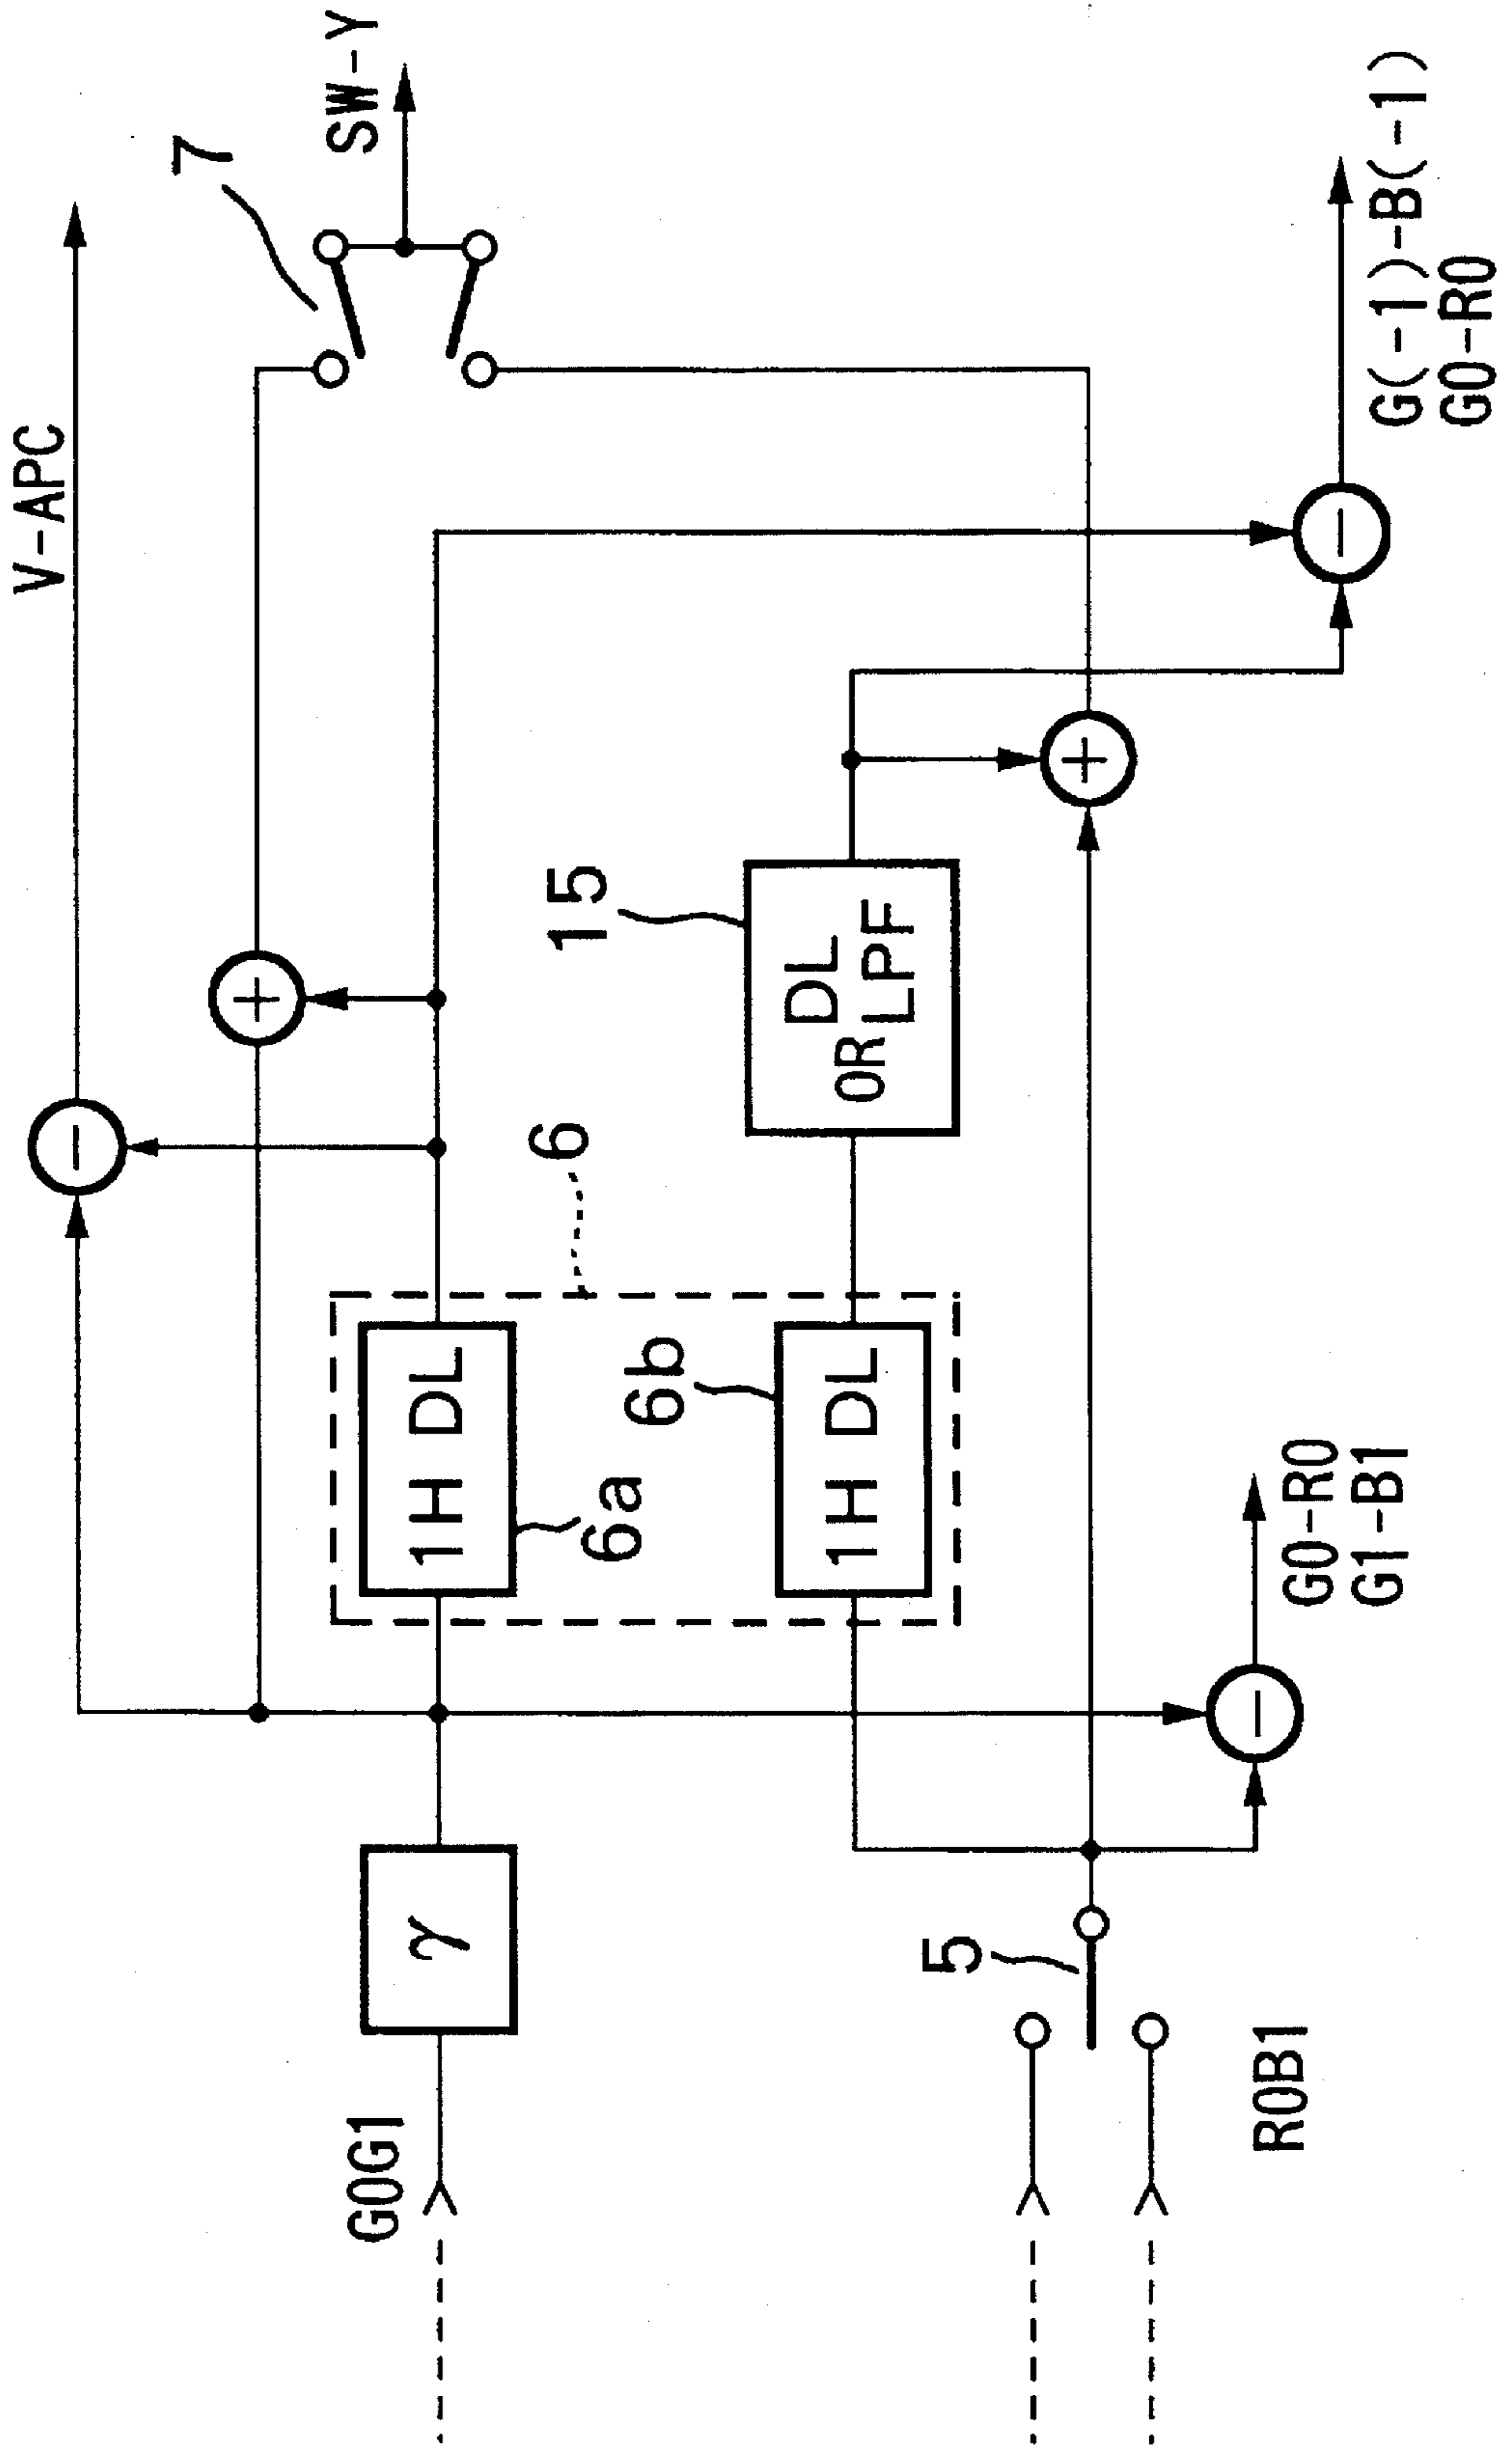 V-APC
7
SW-Y
6
15
DL
OR LPF
G0G1
γ
1H DL
6a
6b
1H DL
5
R0B1
G0-R0
G1-B1
G(-1)-B(-1)
G0-R0
+
+
−
−
−